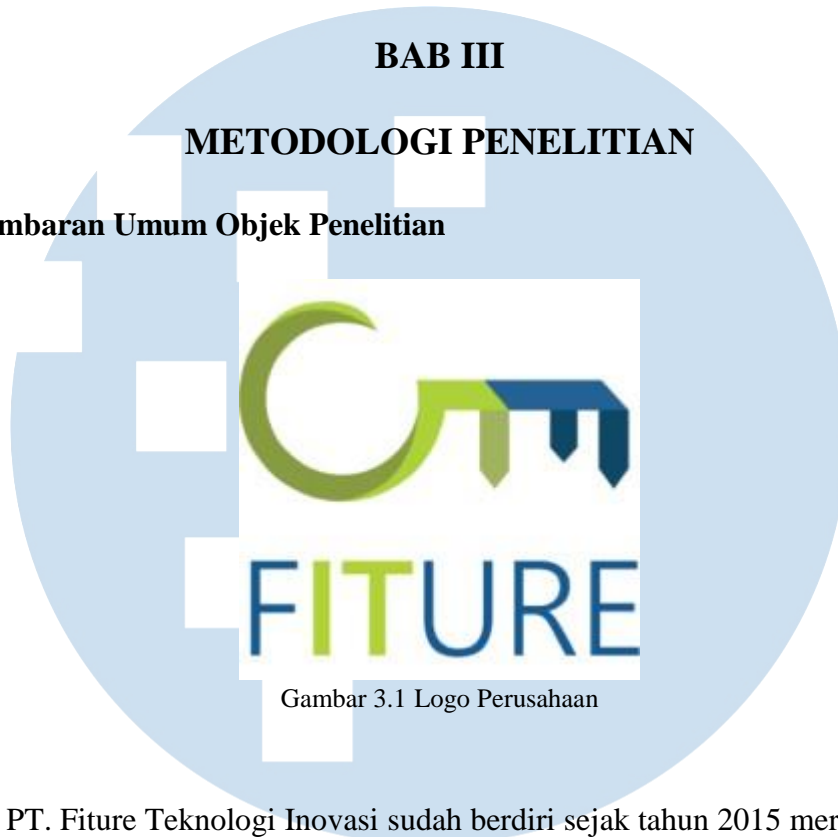 BAB III
METODOLOGI PENELITIAN
mbaran Umum Objek Penelitian
FITURE
Gambar 3.1 Logo Perusahaan
PT. Fiture Teknologi Inovasi sudah berdiri sejak tahun 2015